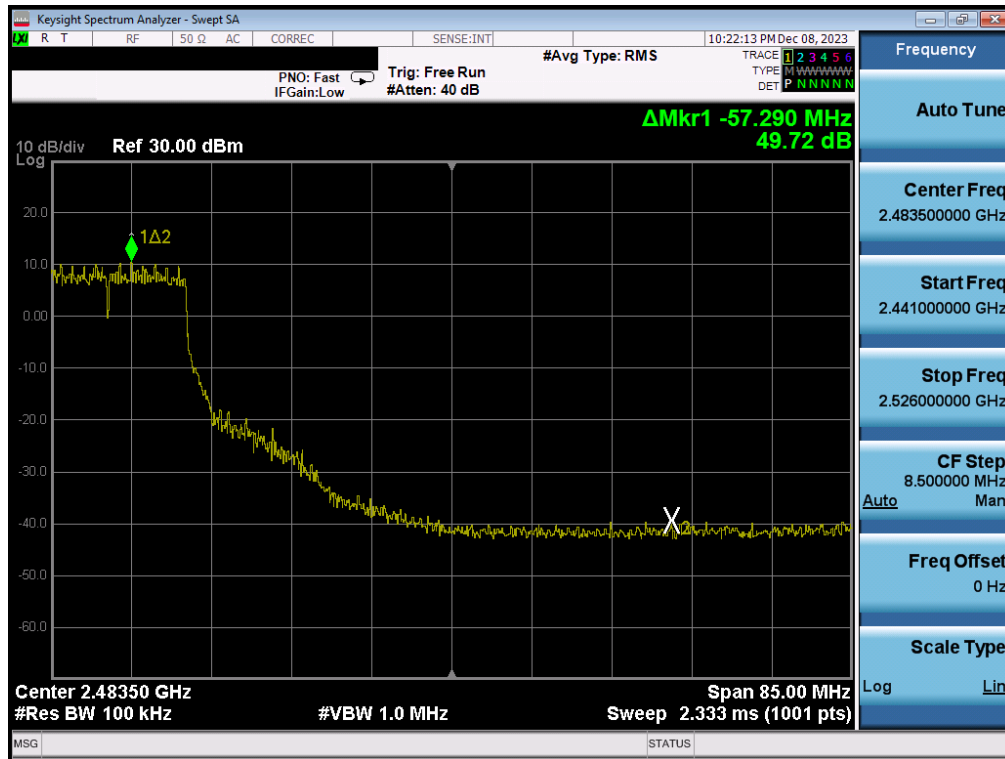 Keysight Spectrum Analyzer - Swept SA
LXI R T RF 50 Ω AC CORREC SENSE:INT 10:22:13 PM Dec 08, 2023
PNO: Fast
IFGain:Low
Trig: Free Run
#Atten: 40 dB
#Avg Type: RMS
TRACE 1 2 3 4 5 6
TYPE M WWWWW
DET P N N N N N
ΔMkr1 -57.290 MHz
49.72 dB
10 dB/div Ref 30.00 dBm
Log
20.0
10.0
0.00
-10.0
-20.0
-30.0
-40.0
-50.0
-60.0
1Δ2
X
Center 2.48350 GHz Span 85.00 MHz
#Res BW 100 kHz #VBW 1.0 MHz Sweep 2.333 ms (1001 pts)
MSG STATUS
Frequency
Auto Tune
Center Freq
2.483500000 GHz
Start Freq
2.441000000 GHz
Stop Freq
2.526000000 GHz
CF Step
8.500000 MHz
Auto Man
Freq Offset
0 Hz
Scale Type
Log Lin